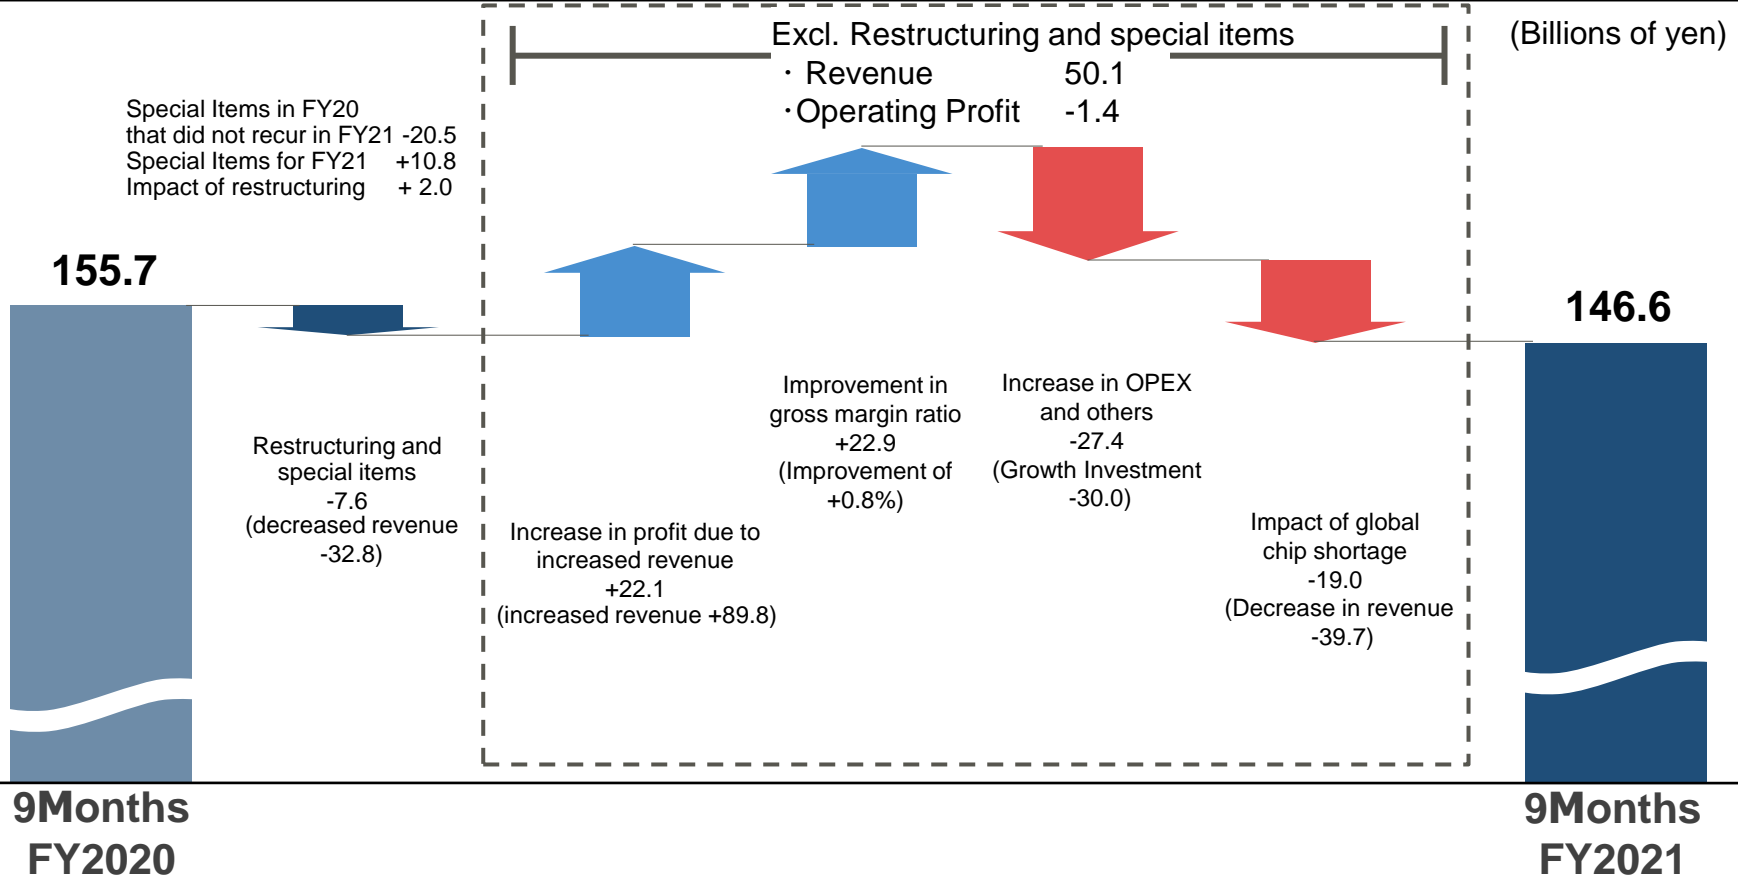 Excl. Restructuring and special items
・Revenue 50.1
・Operating Profit -1.4
(Billions of yen)
Special Items in FY20
that did not recur in FY21 -20.5
Special Items for FY21 +10.8
Impact of restructuring + 2.0
155.7
146.6
Restructuring and
special items
-7.6
(decreased revenue
-32.8)
Increase in profit due to
increased revenue
+22.1
(increased revenue +89.8)
Improvement in
gross margin ratio
+22.9
(Improvement of
+0.8%)
Increase in OPEX
and others
-27.4
(Growth Investment
-30.0)
Impact of global
chip shortage
-19.0
(Decrease in revenue
-39.7)
9Months
FY2020
9Months
FY2021